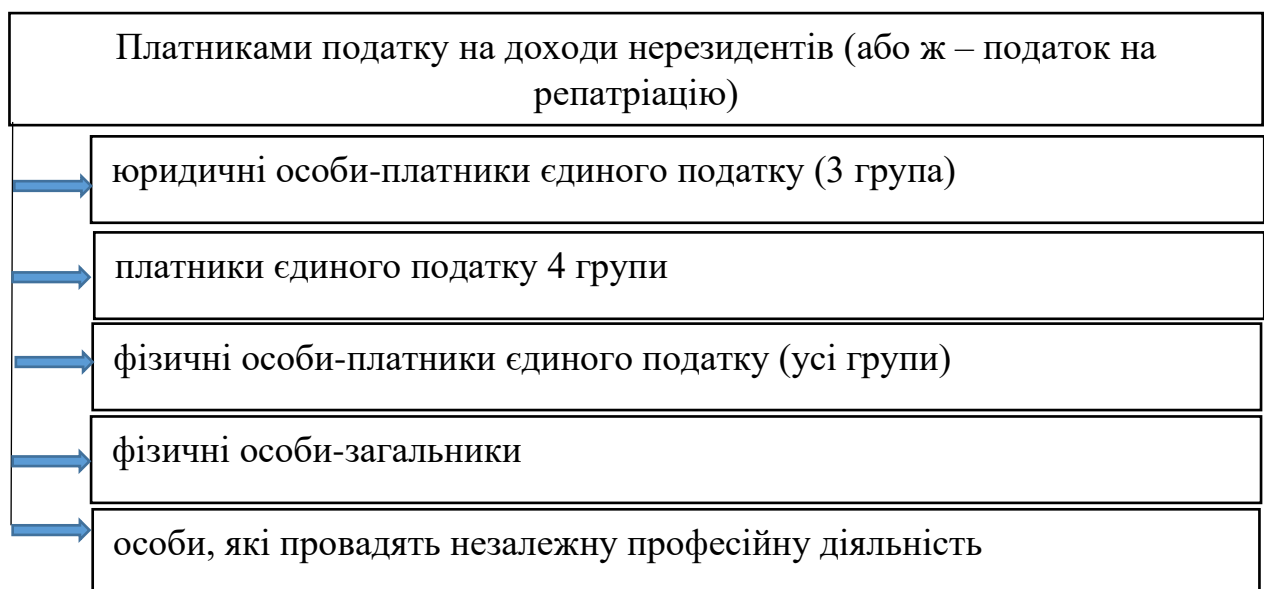 Платниками податку на доходи нерезидентів (або ж – податок на
репатріацію)
юридичні особи-платники єдиного податку (3 група)
платники єдиного податку 4 групи
фізичні особи-платники єдиного податку (усі групи)
фізичні особи-загальники
особи, які провадять незалежну професійну діяльність